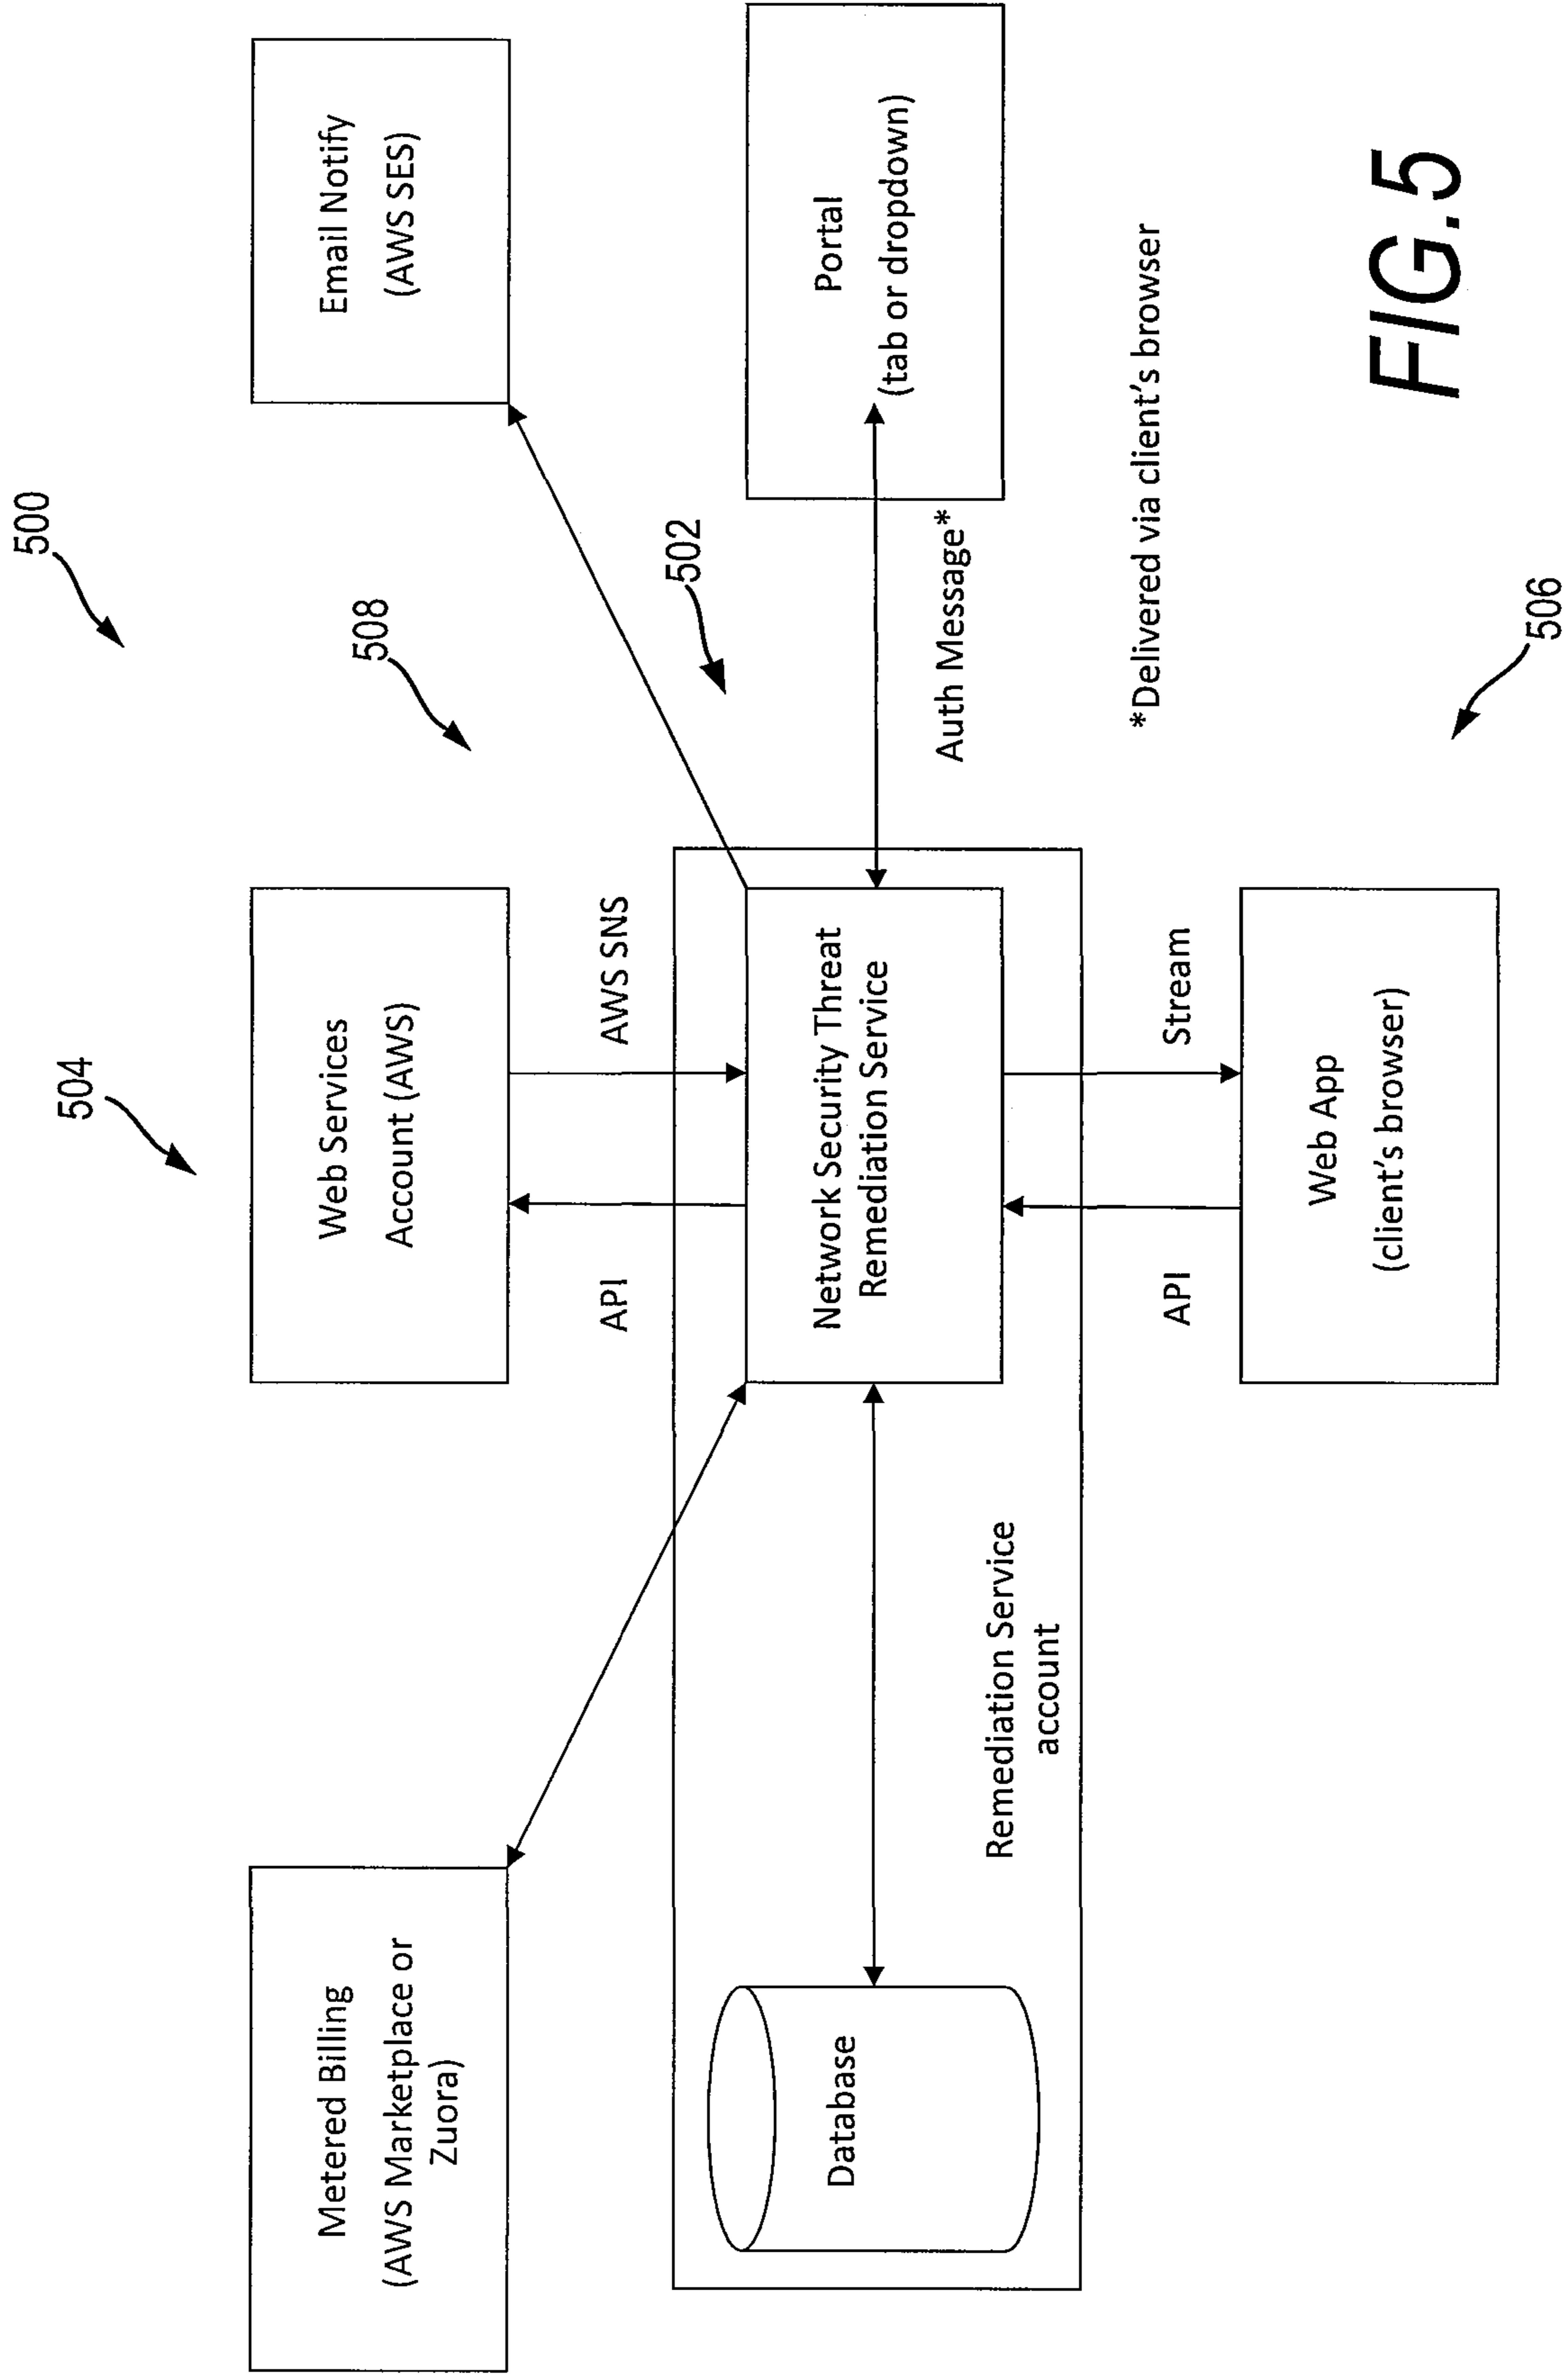 500
504
508
502
Metered Billing
(AWS Marketplace or
Zuora)
Web Services
Account (AWS)
Email Notify
(AWS SES)
API
AWS SNS
Database
Network Security Threat
Remediation Service
Portal
(tab or dropdown)
Auth Message*
Remediation Service
account
*Delivered via client's browser
API
Stream
Web App
(client's browser)
506
FIG.5